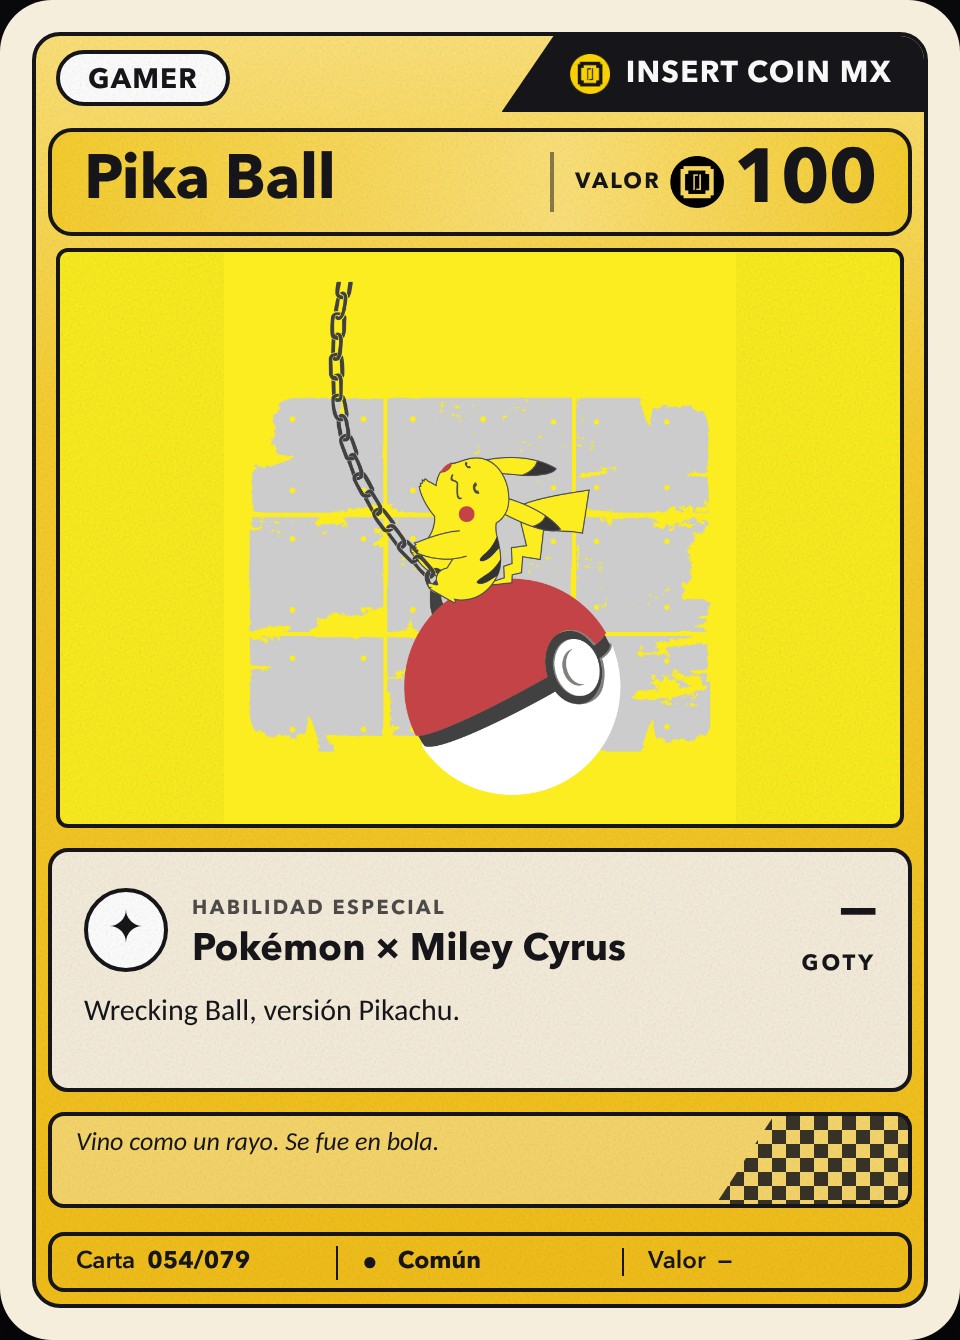 GAMER
INSERT COIN MX
Pika Ball
VALOR 100
HABILIDAD ESPECIAL
Pokémon × Miley Cyrus
—
GOTY
Wrecking Ball, versión Pikachu.
Vino como un rayo. Se fue en bola.
Carta 054/079 • Común Valor –